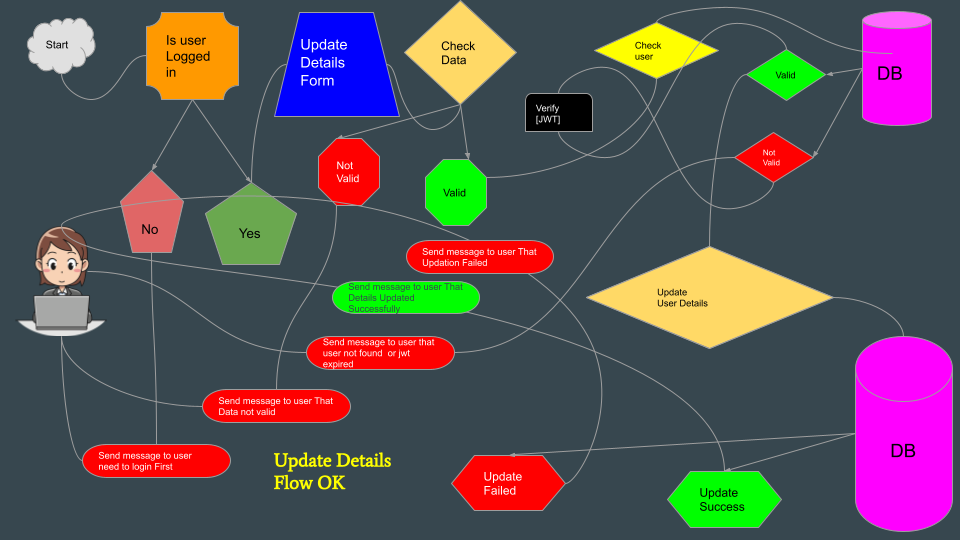 Start
Is user
Logged
in
Update
Details
Form
Check
Data
Check
user
Verify
[JWT]
Valid
DB
Not
Valid
Not
Valid
Valid
No
Yes
Send message to user That
Updation Failed
Send message to user That
Details Updated
Successfully
Update
User Details
Send message to user that
user not found  or jwt
expired
Send message to user That
Data not valid
Send message to user
need to login First
Update Details
Flow OK
Update
Failed
Update
Success
DB